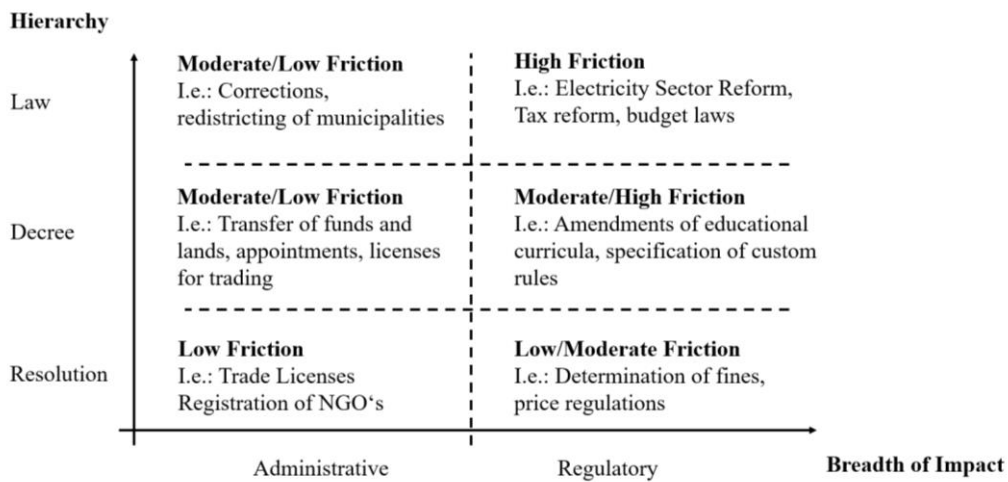 Hierarchy
Law
Moderate/Low Friction
I.e.: Corrections,
redistricting of municipalities
High Friction
I.e.: Electricity Sector Reform,
Tax reform, budget laws
Decree
Moderate/Low Friction
I.e.: Transfer of funds and
lands, appointments, licenses
for trading
Moderate/High Friction
I.e.: Amendments of educational
curricula, specification of custom
rules
Resolution
Low Friction
I.e.: Trade Licenses
Registration of NGO‘s
Low/Moderate Friction
I.e.: Determination of fines,
price regulations
Administrative
Regulatory
Breadth of Impact